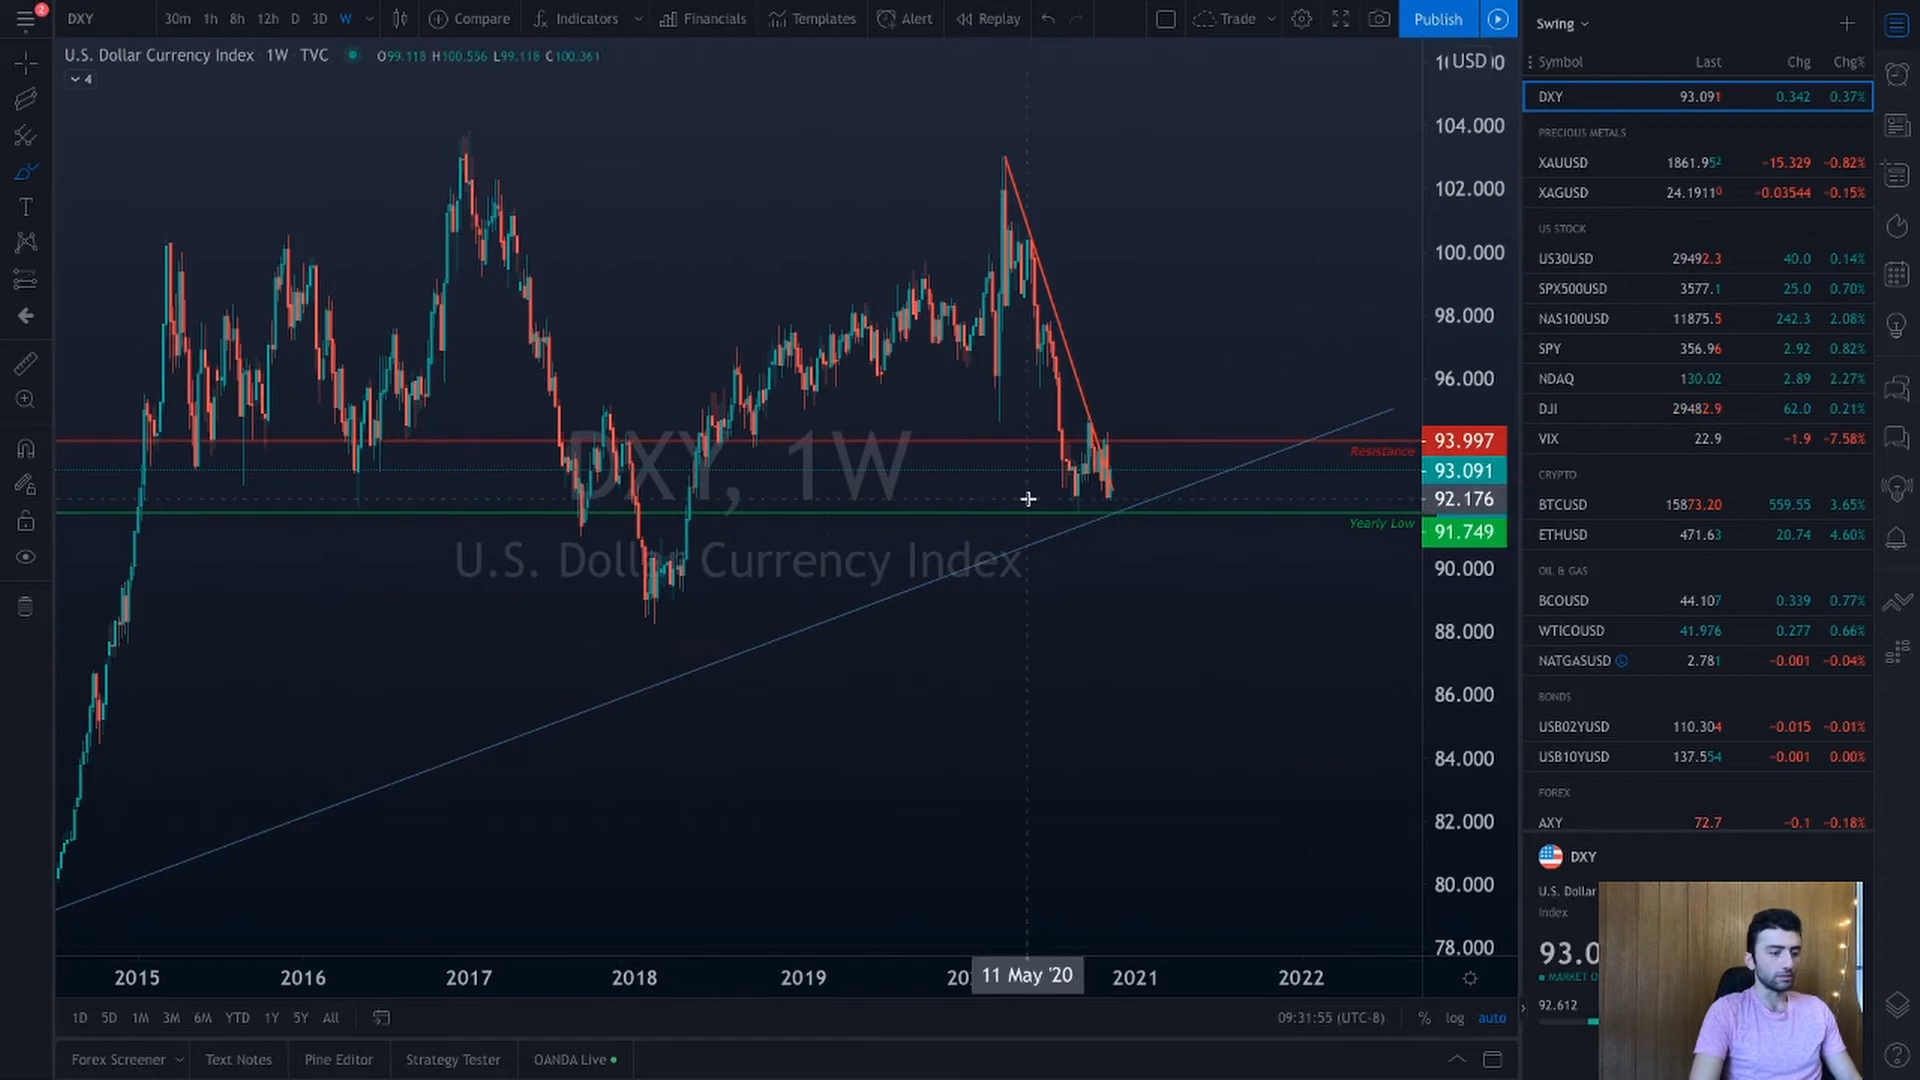 2
DXY
30m 1h 8h 12h D 3D W
Compare
Indicators
Financials
Templates
Alert
Replay
Trade
Publish
U.S. Dollar Currency Index · 1W · TVC
O99.118 H100.556 L99.118 C100.361
4
USD
104.000
102.000
100.000
98.000
96.000
93.997
Resistance
93.091
92.176
Yearly Low
91.749
90.000
88.000
86.000
84.000
82.000
80.000
78.000
DXY, 1W
U.S. Dollar Currency Index
2015 2016 2017 2018 2019 11 May '20 2021 2022
1D 5D 1M 3M 6M YTD 1Y 5Y All
09:31:55 (UTC-8)
% log auto
Forex Screener
Text Notes
Pine Editor
Strategy Tester
OANDA Live
Swing
Symbol Last Chg Chg%
DXY 93.091 0.342 0.37%
PRECIOUS METALS
XAUUSD 1861.952 −15.329 −0.82%
XAGUSD 24.19110 −0.03544 −0.15%
US STOCK
US30USD 29492.3 40.0 0.14%
SPX500USD 3577.1 25.0 0.70%
NAS100USD 11875.5 242.3 2.08%
SPY 356.96 2.92 0.82%
NDAQ 130.02 2.89 2.27%
DJI 29482.9 62.0 0.21%
VIX 22.9 −1.9 −7.58%
CRYPTO
BTCUSD 15873.20 559.55 3.65%
ETHUSD 471.63 20.74 4.60%
OIL & GAS
BCOUSD 44.107 0.339 0.77%
WTICOUSD 41.976 0.277 0.66%
NATGASUSD 2.781 −0.001 −0.04%
BONDS
USB02YUSD 110.304 −0.015 −0.01%
USB10YUSD 137.554 −0.001 0.00%
FOREX
AXY 72.7 −0.1 −0.18%
DXY
U.S. Dollar
Index
93.0
MARKET
92.612